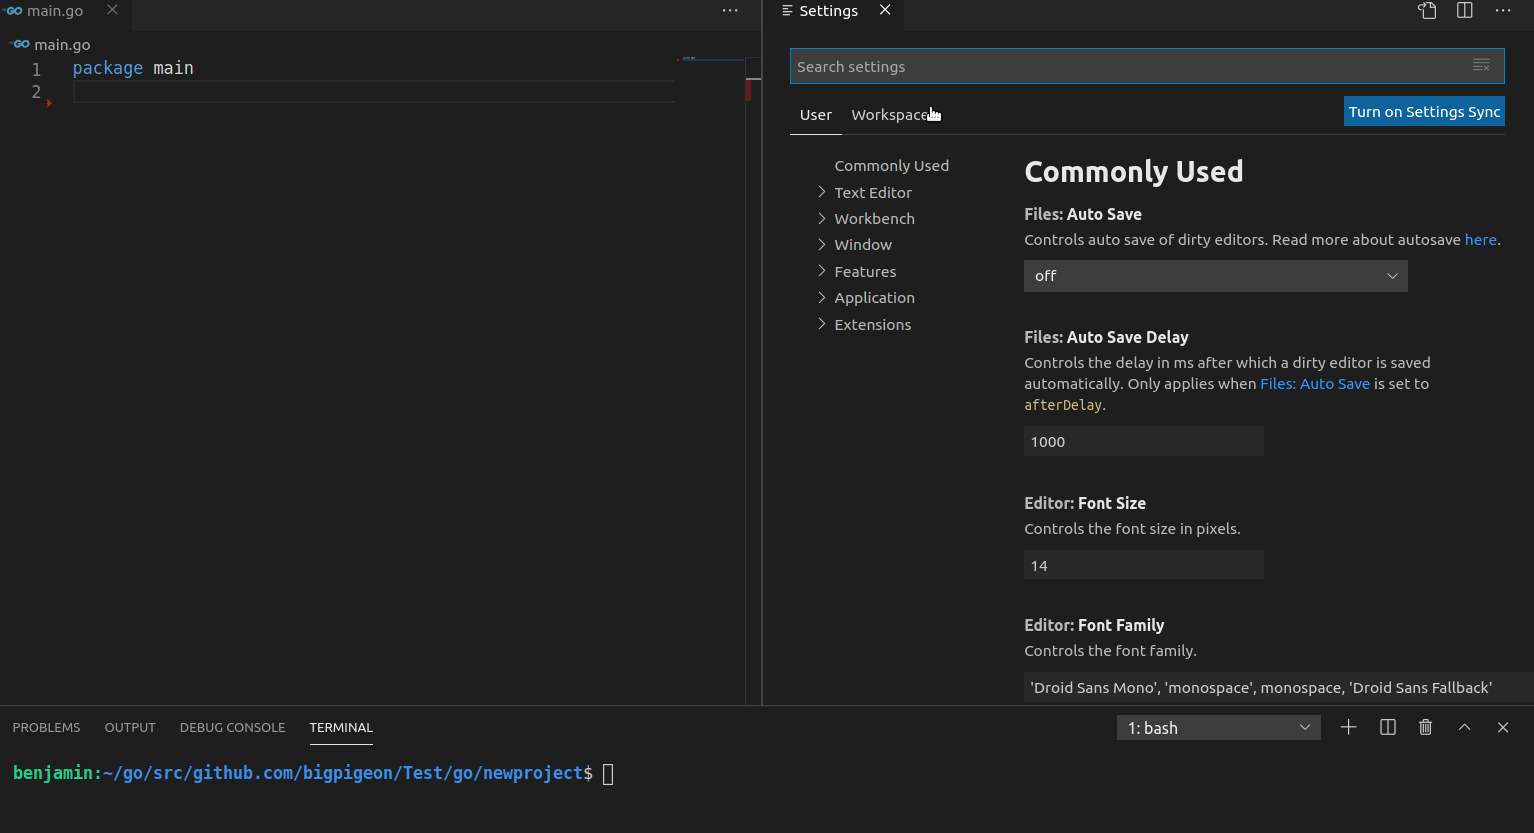 GO main.go
GO main.go
1 package main
2
Settings
Search settings
User Workspace
Turn on Settings Sync
Commonly Used
Text Editor
Workbench
Window
Features
Application
Extensions
Commonly Used
Files: Auto Save
Controls auto save of dirty editors. Read more about autosave here.
off
Files: Auto Save Delay
Controls the delay in ms after which a dirty editor is saved
automatically. Only applies when Files: Auto Save is set to
afterDelay.
1000
Editor: Font Size
Controls the font size in pixels.
14
Editor: Font Family
Controls the font family.
'Droid Sans Mono', 'monospace', monospace, 'Droid Sans Fallback'
PROBLEMS OUTPUT DEBUG CONSOLE TERMINAL
1: bash
benjamin:~/go/src/github.com/bigpigeon/Test/go/newproject$